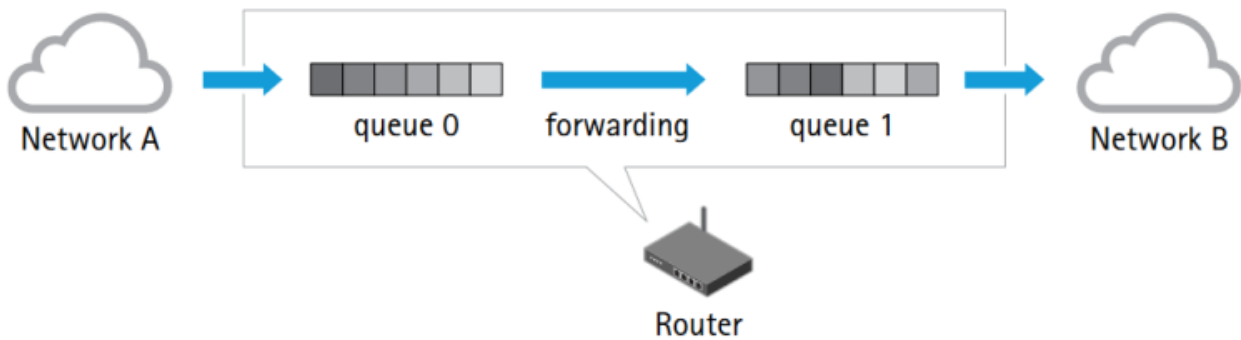 Network A
queue 0
forwarding
queue 1
Network B
Router